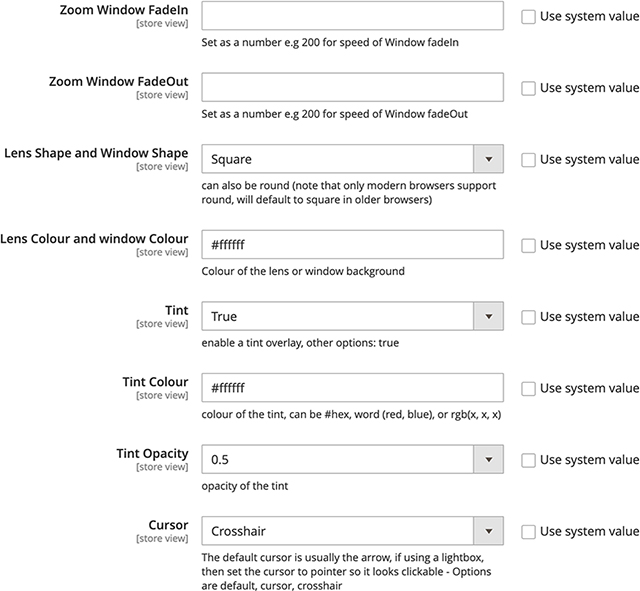 Zoom Window FadeIn
[store view]
Use system value
Set as a number e.g 200 for speed of Window fadeIn
Zoom Window FadeOut
[store view]
Use system value
Set as a number e.g 200 for speed of Window fadeOut
Lens Shape and Window Shape
[store view]
Square
Use system value
can also be round (note that only modern browsers support
round, will default to square in older browsers)
Lens Colour and window Colour
[store view]
#ffffff
Use system value
Colour of the lens or window background
Tint
[store view]
True
Use system value
enable a tint overlay, other options: true
Tint Colour
[store view]
#ffffff
Use system value
colour of the tint, can be #hex, word (red, blue), or rgb(x, x, x)
Tint Opacity
[store view]
0.5
Use system value
opacity of the tint
Cursor
[store view]
Crosshair
Use system value
The default cursor is usually the arrow, if using a lightbox,
then set the cursor to pointer so it looks clickable - Options
are default, cursor, crosshair